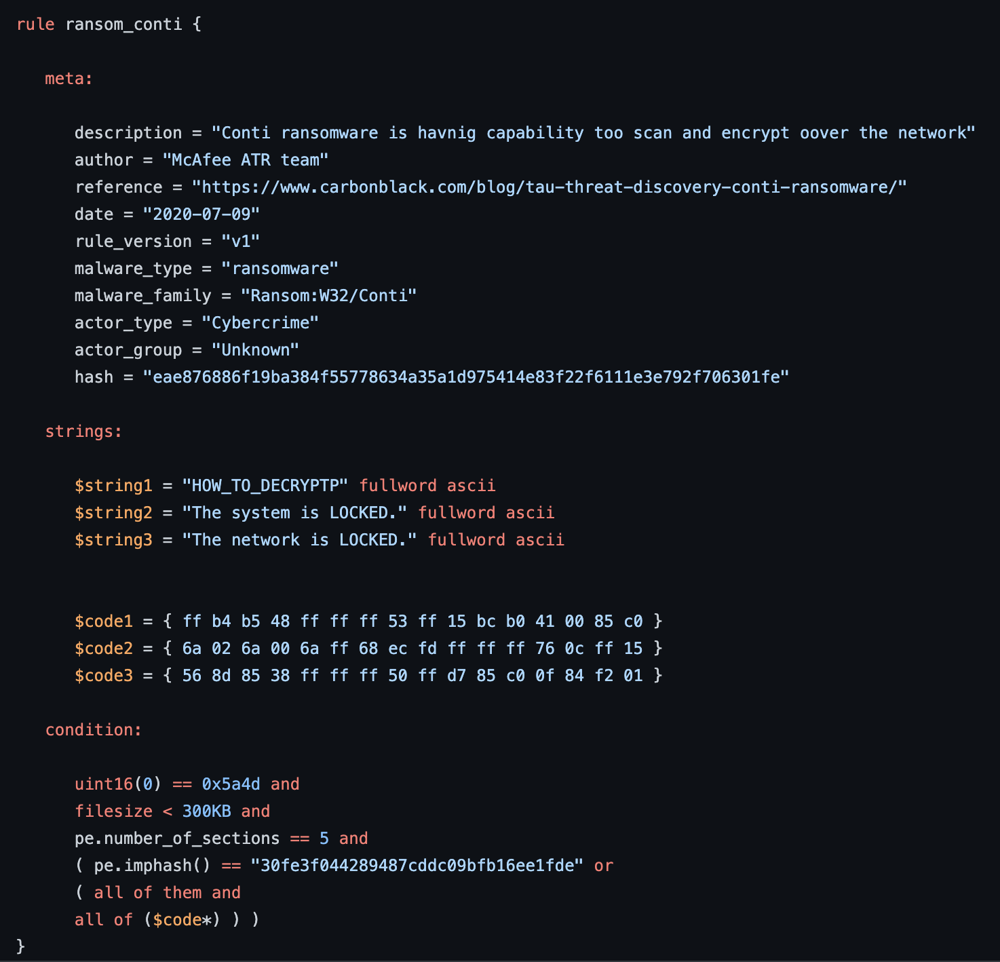 rule ransom_conti {
meta:
description = "Conti ransomware is havnig capability too scan and encrypt oover the network"
author = "McAfee ATR team"
reference = "https://www.carbonblack.com/blog/tau-threat-discovery-conti-ransomware/"
date = "2020-07-09"
rule_version = "v1"
malware_type = "ransomware"
malware_family = "Ransom:W32/Conti"
actor_type = "Cybercrime"
actor_group = "Unknown"
hash = "eae876886f19ba384f55778634a35a1d975414e83f22f6111e3e792f706301fe"
strings:
$string1 = "HOW_TO_DECRYPTP" fullword ascii
$string2 = "The system is LOCKED." fullword ascii
$string3 = "The network is LOCKED." fullword ascii
$code1 = { ff b4 b5 48 ff ff ff 53 ff 15 bc b0 41 00 85 c0 }
$code2 = { 6a 02 6a 00 6a ff 68 ec fd ff ff ff 76 0c ff 15 }
$code3 = { 56 8d 85 38 ff ff ff 50 ff d7 85 c0 0f 84 f2 01 }
condition:
uint16(0) == 0x5a4d and
filesize < 300KB and
pe.number_of_sections == 5 and
( pe.imphash() == "30fe3f044289487cddc09bfb16ee1fde" or
( all of them and
all of ($code*) ) )
}